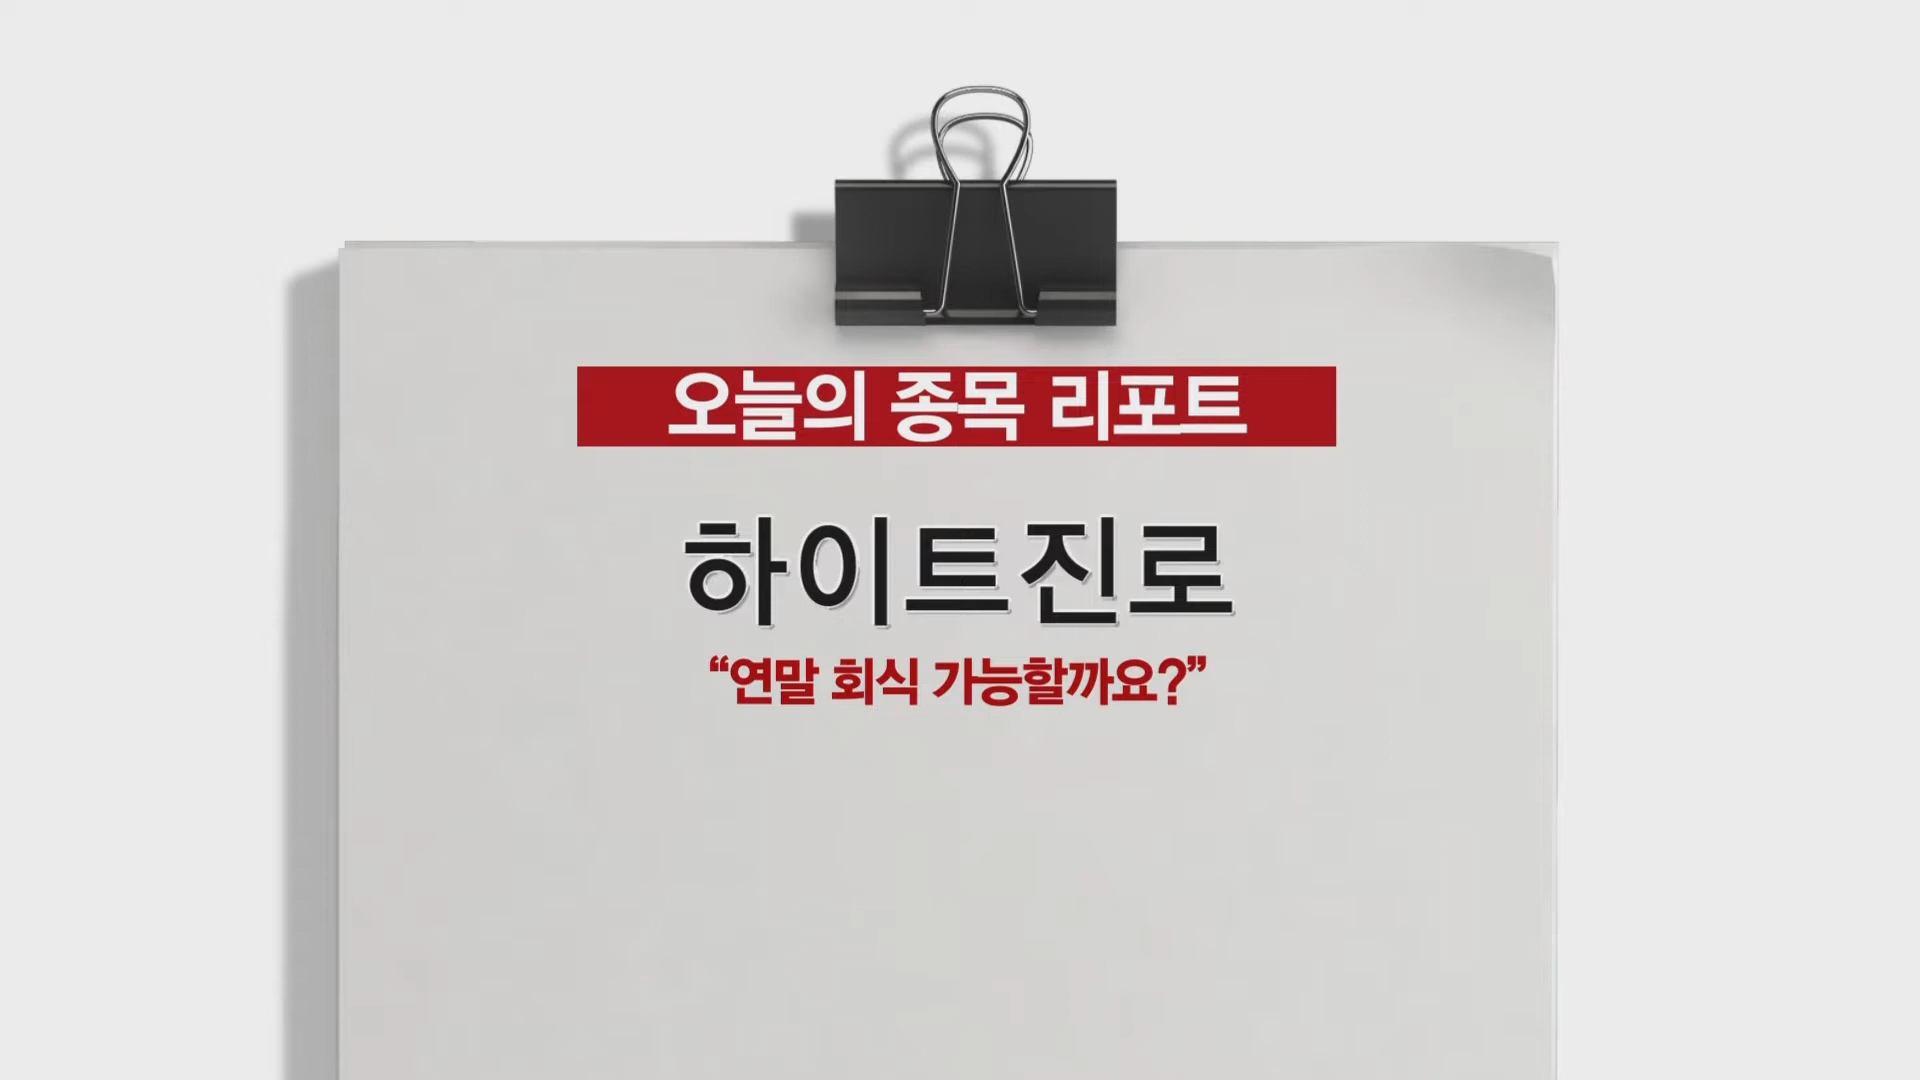 오늘의 종목 리포트
하이트진로
“연말 회식 가능할까요?”